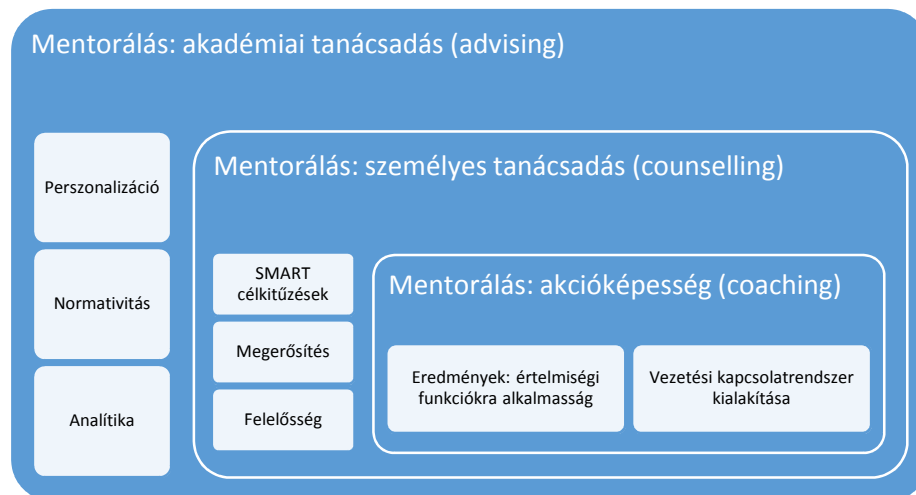 Mentorálás: akadémiai tanácsadás (advising)
Perszonalizáció
Normativitás
Analítika
Mentorálás: személyes tanácsadás (counselling)
SMART
célkitűzések
Megerősítés
Felelősség
Mentorálás: akcióképesség (coaching)
Eredmények: értelmiségi
funkciókra alkalmasság
Vezetési kapcsolatrendszer
kialakítása